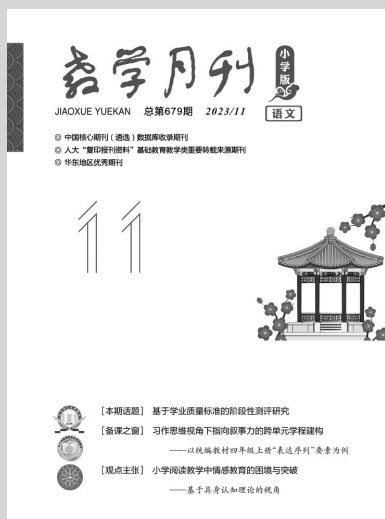 教学月刊
小学版
JIAOXUE YUEKAN 总第679期 2023/11 语文
◎ 中国核心期刊（遴选）数据库收录期刊
◎ 人大“复印报刊资料”基础教育教学类重要转载来源期刊
◎ 华东地区优秀期刊
11
［本期话题］ 基于学业质量标准的阶段性测评研究
［备课之窗］ 习作思维视角下指向叙事力的跨单元学程建构
——以统编教材四年级上册“表达序列”要素为例
［观点主张］ 小学阅读教学中情感教育的困境与突破
——基于具身认知理论的视角